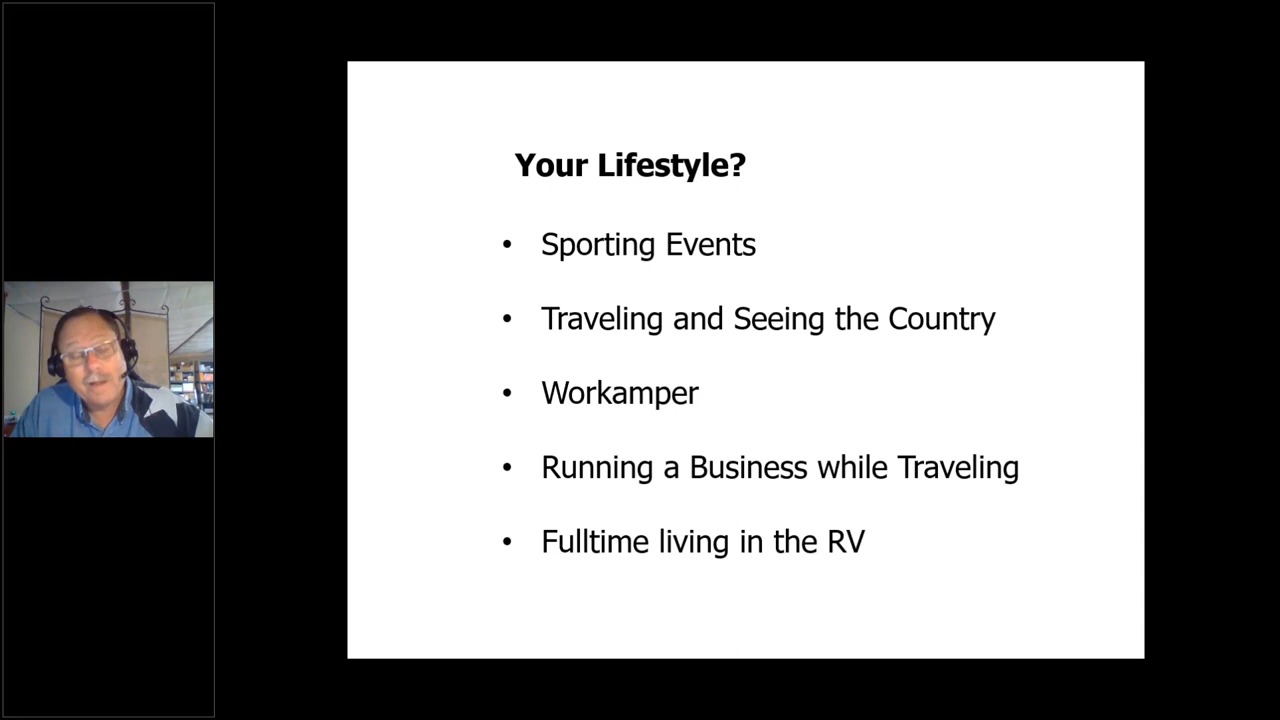 Your Lifestyle?
• Sporting Events
• Traveling and Seeing the Country
• Workamper
• Running a Business while Traveling
• Fulltime living in the RV